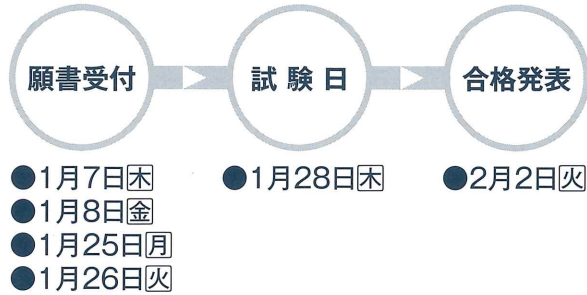 願書受付
試験日
合格発表
●1月7日木
●1月8日金
●1月25日月
●1月26日火
●1月28日木
●2月2日火